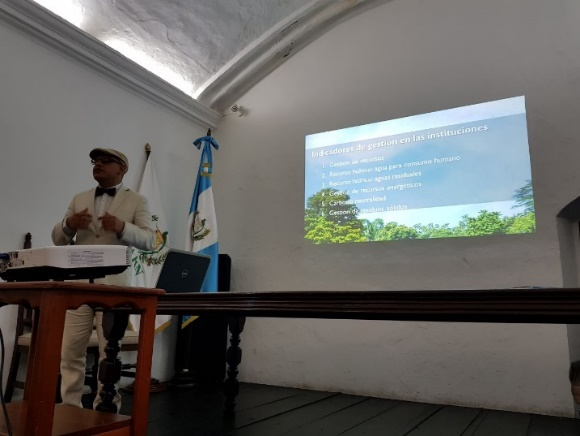 Indicadores de gestión en las instituciones
1. Gestión de recursos
2. Recurso hídrico: agua para consumo humano
3. Recurso hídrico: aguas residuales
4. Gestión de recursos energéticos
5. Carbono neutralidad
6. Gestión de residuos sólidos